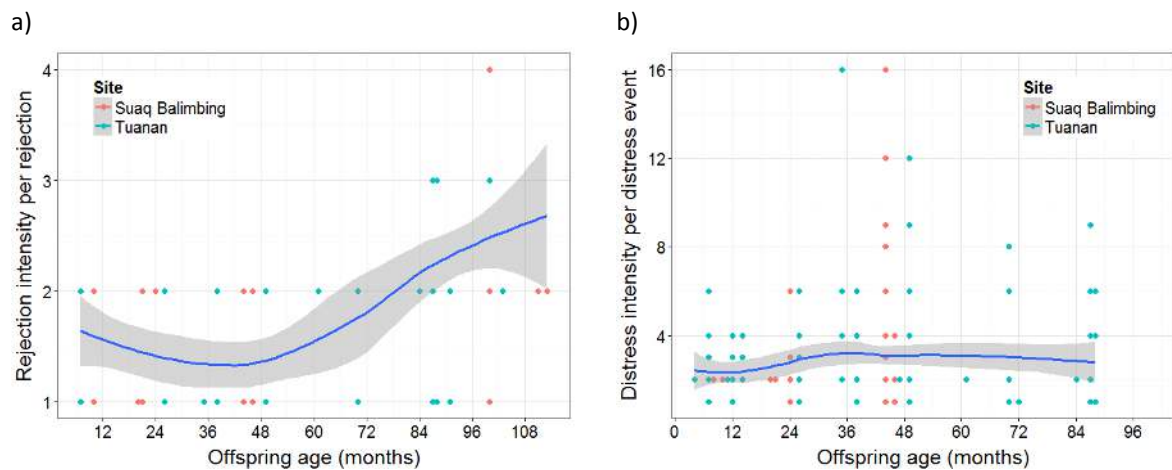 a)
4
3
2
1
Rejection intensity per rejection
Site
Suaq Balimbing
Tuanan
12 24 36 48 60 72 84 96 108
Offspring age (months)
b)
16
12
8
4
Distress intensity per distress event
Site
Suaq Balimbing
Tuanan
0 12 24 36 48 60 72 84 96
Offspring age (months)